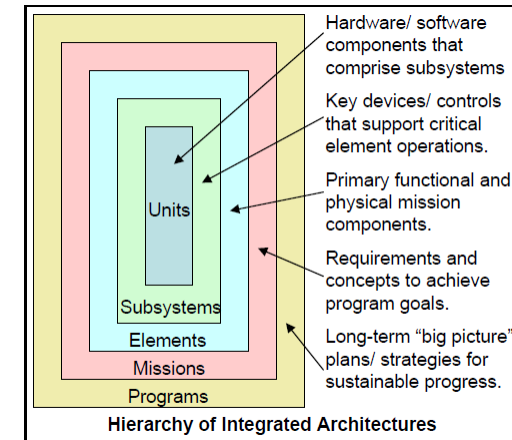 Hardware/ software
components that
comprise subsystems
Key devices/ controls
that support critical
element operations.
Primary functional and
physical mission
components.
Requirements and
concepts to achieve
program goals.
Long-term “big picture”
plans/ strategies for
sustainable progress.
Units
Subsystems
Elements
Missions
Programs
Hierarchy of Integrated Architectures